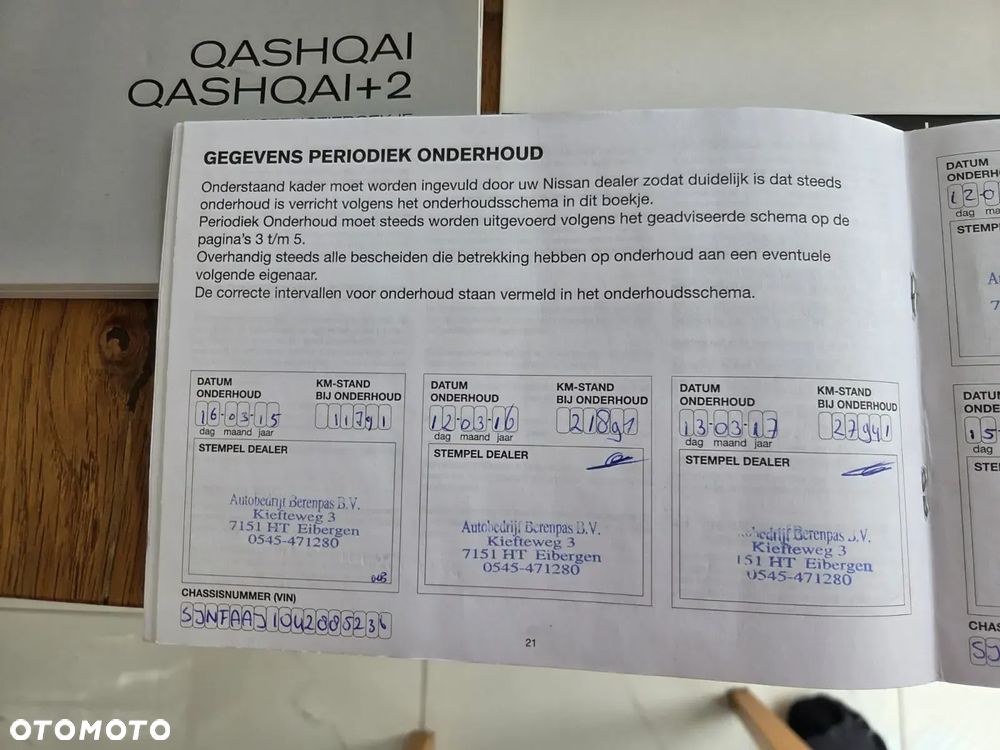 QASHQAI
QASHQAI+2
GEGEVENS PERIODIEK ONDERHOUD
Onderstaand kader moet worden ingevuld door uw Nissan dealer zodat duidelijk is dat steeds
onderhoud is verricht volgens het onderhoudsschema in dit boekje.
Periodiek Onderhoud moet steeds worden uitgevoerd volgens het geadviseerde schema op de
pagina's 3 t/m 5.
Overhandig steeds alle bescheiden die betrekking hebben op onderhoud aan een eventuele
volgende eigenaar.
De correcte intervallen voor onderhoud staan vermeld in het onderhoudsschema.
DATUM
ONDERHOUD
KM-STAND
BIJ ONDERHOUD
16-03-15
11791
dag maand jaar
STEMPEL DEALER
Autobedrijf Berenpas B.V.
Kiefteweg 3
7151 HT Eibergen
0545-471280
DATUM
ONDERHOUD
KM-STAND
BIJ ONDERHOUD
12-03-16
21891
dag maand jaar
STEMPEL DEALER
Autobedrijf Berenpas B.V.
Kiefteweg 3
7151 HT Eibergen
0545-471280
DATUM
ONDERHOUD
KM-STAND
BIJ ONDERHOUD
13-03-17
27941
dag maand jaar
STEMPEL DEALER
Berenpas
Kiefteweg 3
151 HT Eibergen
0545-471280
CHASSISNUMMER (VIN)
SJNFAAJ10U2885236
21
DATUM
dag
OTOMOTO